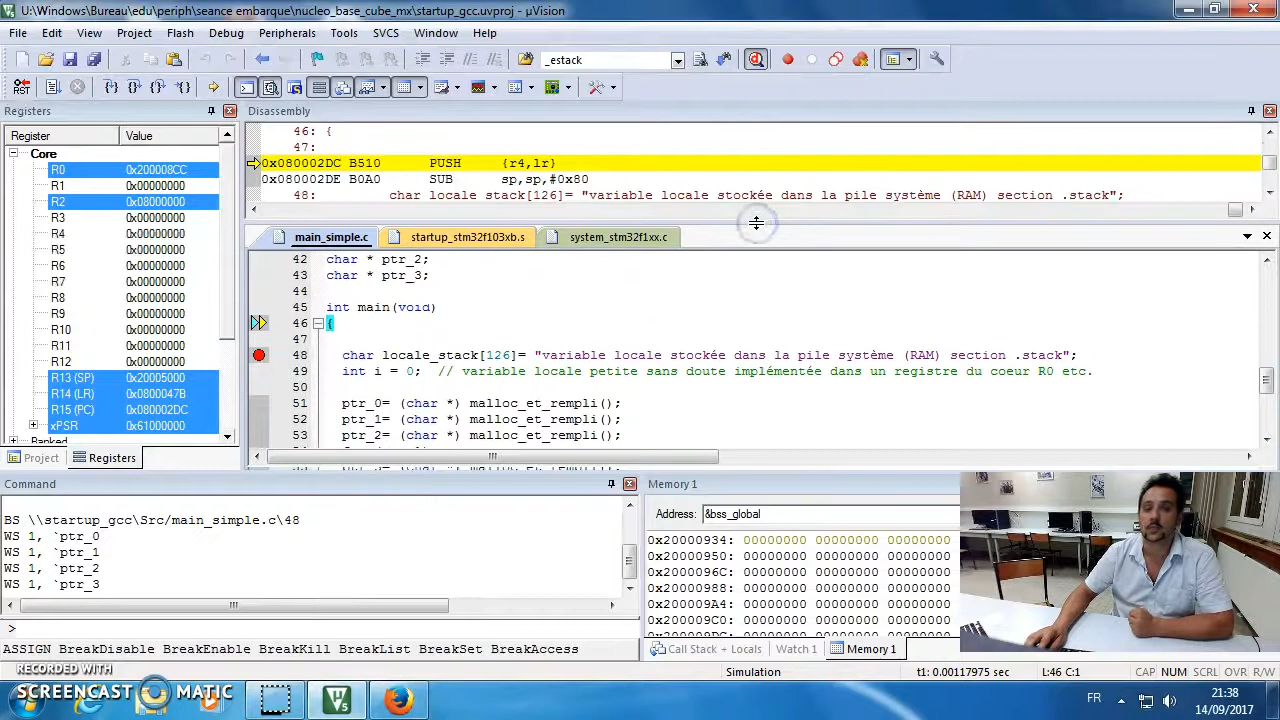 U:\Windows\Bureau\edu\periph\seance embarque\nucleo_base_cube_mx\startup_gcc.uvproj - µVision
File Edit View Project Flash Debug Peripherals Tools SVCS Window Help
_estack
Registers
Register Value
Core
R0 0x200008CC
R1 0x00000000
R2 0x08000000
R3 0x00000000
R4 0x00000000
R5 0x00000000
R6 0x00000000
R7 0x00000000
R8 0x00000000
R9 0x00000000
R10 0x00000000
R11 0x00000000
R12 0x00000000
R13 (SP) 0x20005000
R14 (LR) 0x0800047B
R15 (PC) 0x080002DC
xPSR 0x61000000
Banked
Project Registers
Disassembly
46: {
47:
0x080002DC B510 PUSH {r4,lr}
0x080002DE B0A0 SUB sp,sp,#0x80
48: char locale_stack[126]= "variable locale stockée dans la pile système (RAM) section .stack";
main_simple.c startup_stm32f103xb.s system_stm32f1xx.c
42 char * ptr_2;
43 char * ptr_3;
44
45 int main(void)
46 {
47
48 char locale_stack[126]= "variable locale stockée dans la pile système (RAM) section .stack";
49 int i = 0; // variable locale petite sans doute implémentée dans un registre du coeur R0 etc.
50
51 ptr_0= (char *) malloc_et_rempli();
52 ptr_1= (char *) malloc_et_rempli();
53 ptr_2= (char *) malloc_et_rempli();
Command
BS \\startup_gcc\Src/main_simple.c\48
WS 1, `ptr_0
WS 1, `ptr_1
WS 1, `ptr_2
WS 1, `ptr_3
>
ASSIGN BreakDisable BreakEnable BreakKill BreakList BreakSet BreakAccess
Memory 1
Address: &bss_global
0x20000934: 00000000 00000000 00000000
0x20000950: 00000000 00000000 00000000
0x2000096C: 00000000 00000000 00000000
0x20000988: 00000000 00000000 00000000
0x200009A4: 00000000 00000000 00000000
0x200009C0: 00000000 00000000 00000000
Call Stack + Locals Watch 1 Memory 1
Simulation t1: 0.00117975 sec L:46 C:1 CAP NUM SCRL OVR R/W
RECORDED WITH
SCREENCAST MATIC
FR
21:38
14/09/2017